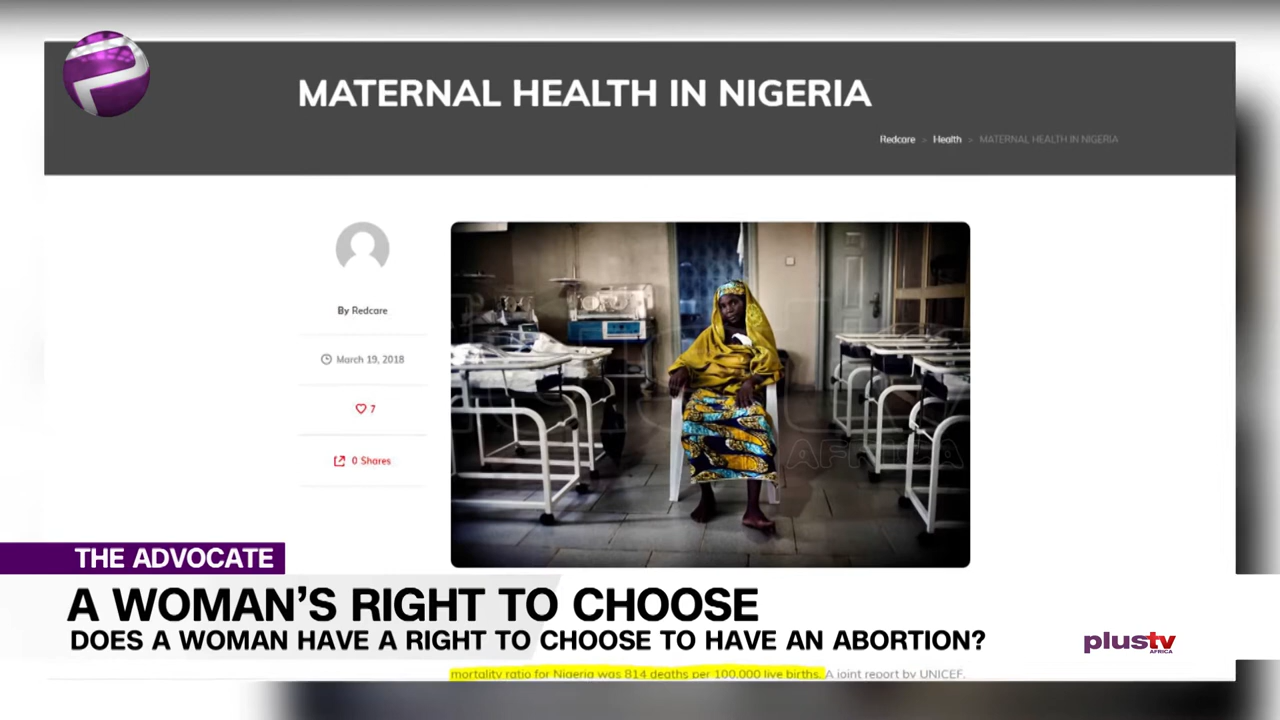 MATERNAL HEALTH IN NIGERIA
Redcare > Health > MATERNAL HEALTH IN NIGERIA
By Redcare
March 19, 2018
7
0 Shares
AFRICA
THE ADVOCATE
A WOMAN'S RIGHT TO CHOOSE
DOES A WOMAN HAVE A RIGHT TO CHOOSE TO HAVE AN ABORTION?
plustv
AFRICA
mortality ratio for Nigeria was 814 deaths per 100,000 live births. A joint report by UNICEF,